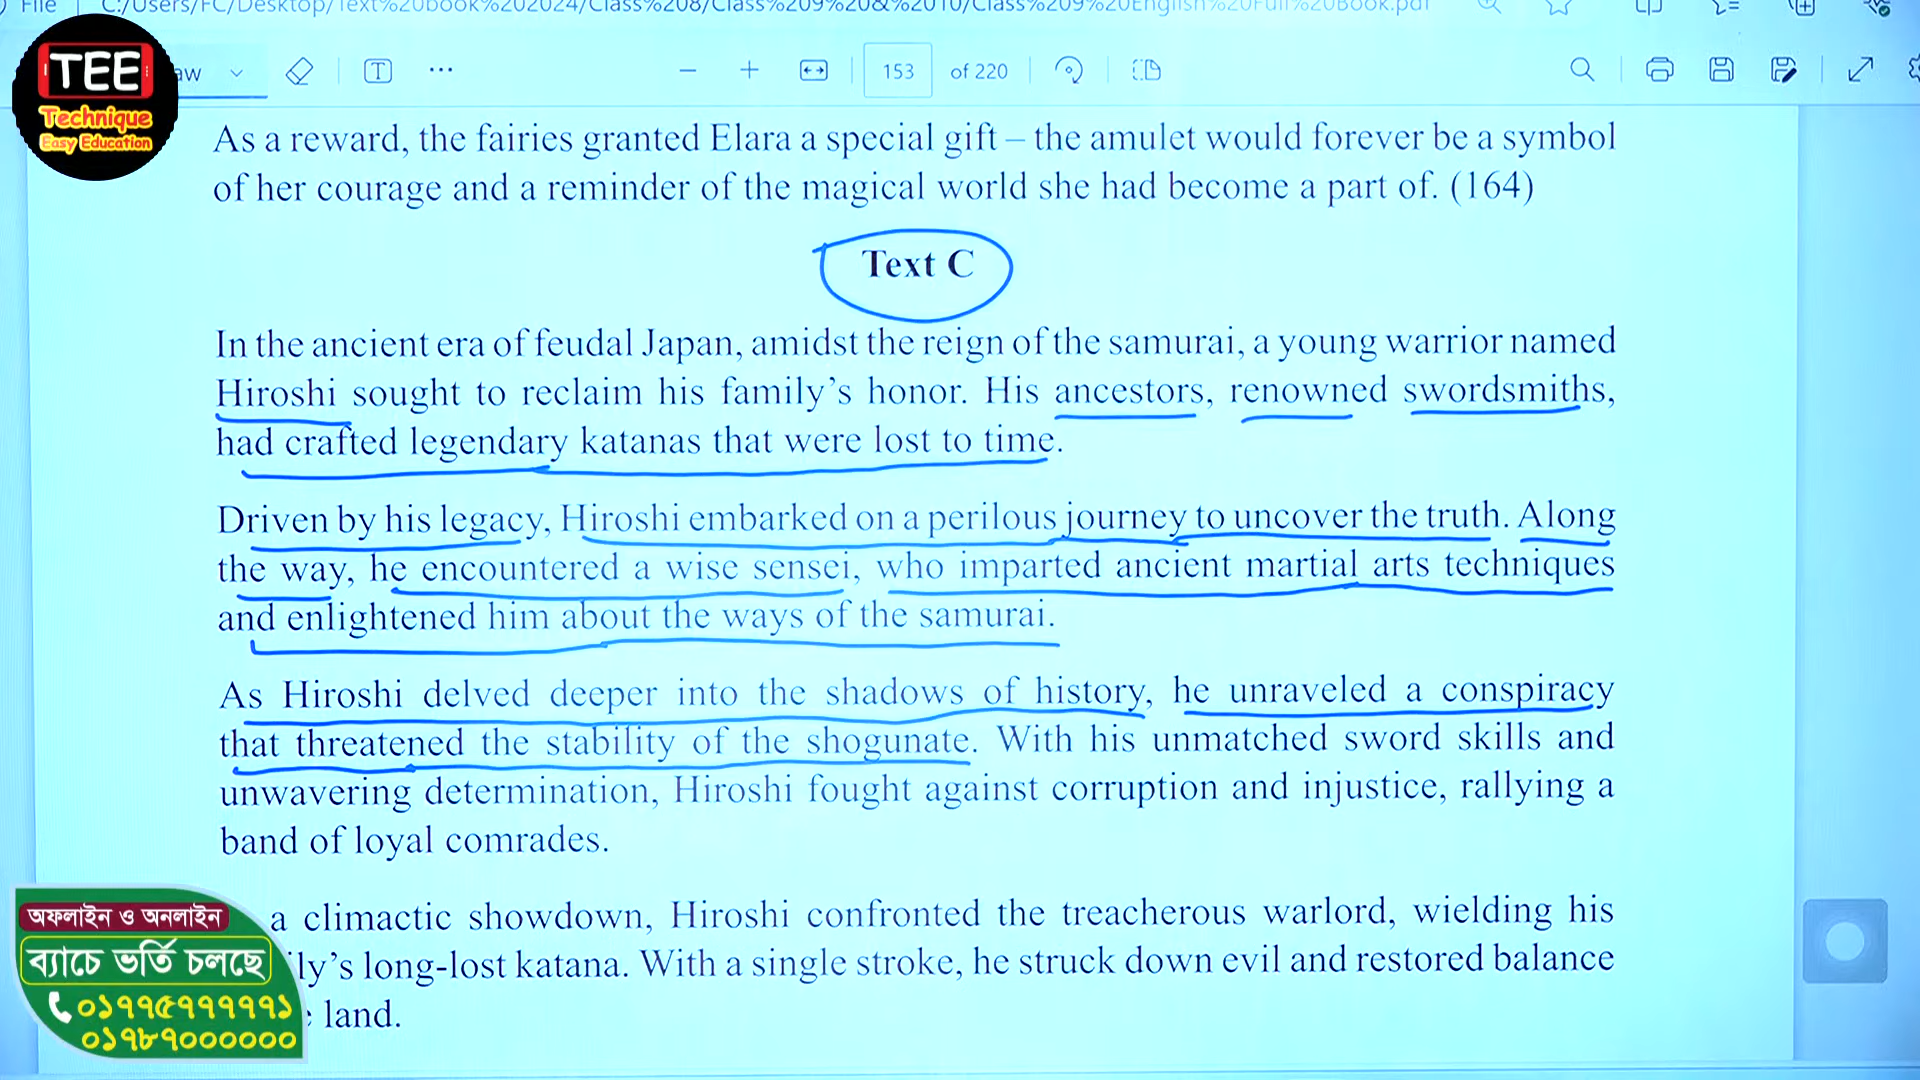 File C:/Users/FC/Desktop/Text%20book%202024/Class%208/Class%209%20&%2010/Class%209%20English%20Full%20Book.pdf
TEE
Technique
Easy Education
aw
T
153 of 220
As a reward, the fairies granted Elara a special gift – the amulet would forever be a symbol
of her courage and a reminder of the magical world she had become a part of. (164)
Text C
In the ancient era of feudal Japan, amidst the reign of the samurai, a young warrior named
Hiroshi sought to reclaim his family’s honor. His ancestors, renowned swordsmiths,
had crafted legendary katanas that were lost to time.
Driven by his legacy, Hiroshi embarked on a perilous journey to uncover the truth. Along
the way, he encountered a wise sensei, who imparted ancient martial arts techniques
and enlightened him about the ways of the samurai.
As Hiroshi delved deeper into the shadows of history, he unraveled a conspiracy
that threatened the stability of the shogunate. With his unmatched sword skills and
unwavering determination, Hiroshi fought against corruption and injustice, rallying a
band of loyal comrades.
a climactic showdown, Hiroshi confronted the treacherous warlord, wielding his
ily’s long-lost katana. With a single stroke, he struck down evil and restored balance
land.
অফলাইন ও অনলাইন
ব্যাচে ভর্তি চলছে
০১৭৭৫৭৭৭৭৭১
০১৭৮৭০০০০০০